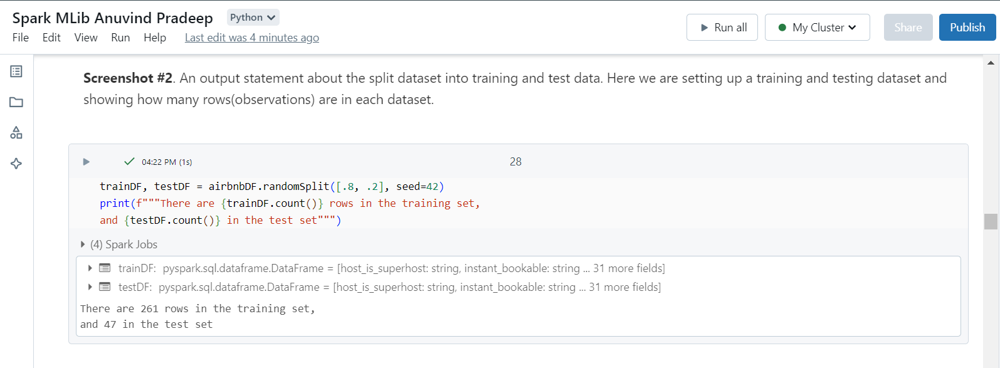 Spark MLib Anuvind Pradeep Python
File Edit View Run Help Last edit was 4 minutes ago
Run all My Cluster Share Publish
Screenshot #2. An output statement about the split dataset into training and test data. Here we are setting up a training and testing dataset and
showing how many rows(observations) are in each dataset.
04:22 PM (1s) 28
trainDF, testDF = airbnbDF.randomSplit([.8, .2], seed=42)
print(f"""There are {trainDF.count()} rows in the training set,
and {testDF.count()} in the test set""")
(4) Spark Jobs
trainDF: pyspark.sql.dataframe.DataFrame = [host_is_superhost: string, instant_bookable: string ... 31 more fields]
testDF: pyspark.sql.dataframe.DataFrame = [host_is_superhost: string, instant_bookable: string ... 31 more fields]
There are 261 rows in the training set,
and 47 in the test set